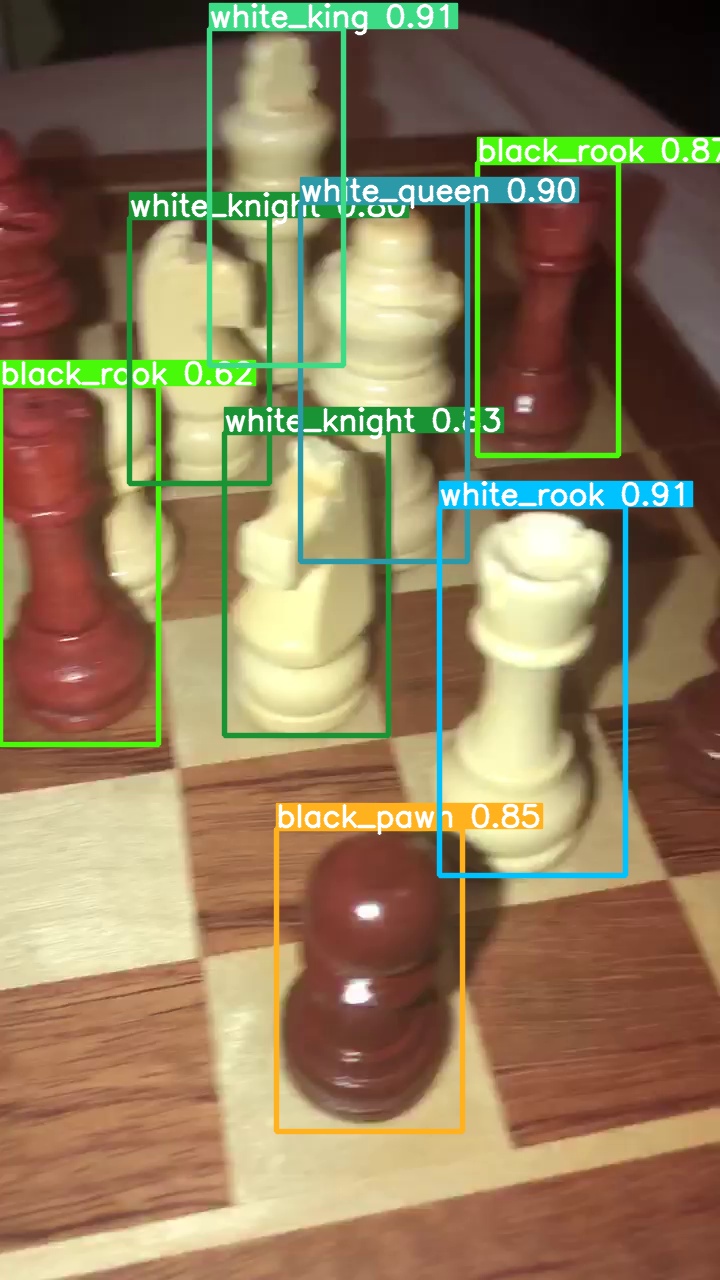 white_king 0.91
black_rook 0.87
white_queen 0.90
white_knight 0.80
black_rook 0.62
white_knight 0.83
white_rook 0.91
black_pawn 0.85